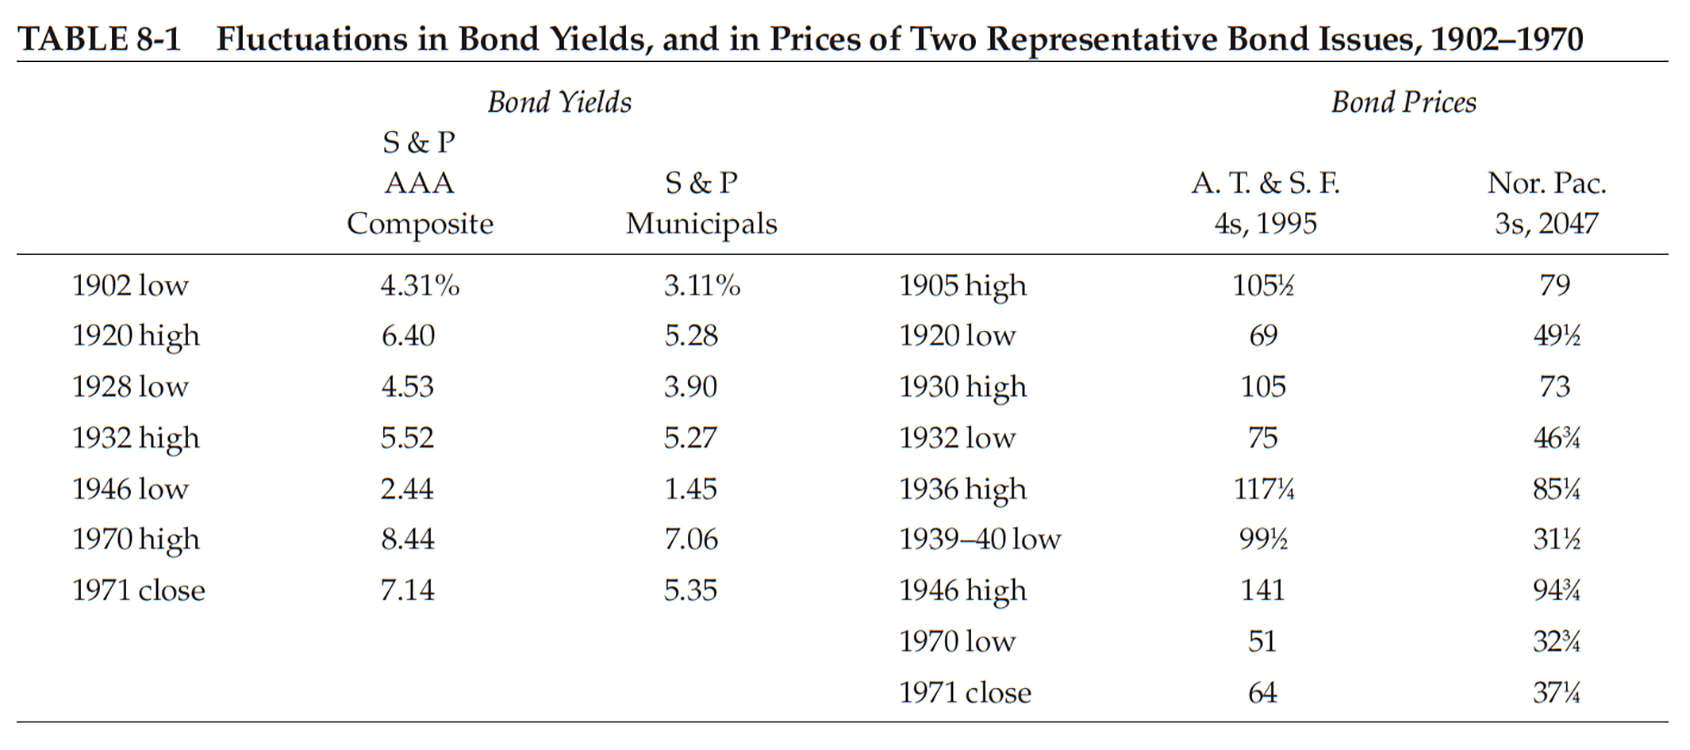 TABLE 8-1 Fluctuations in Bond Yields, and in Prices of Two Representative Bond Issues, 1902–1970
Bond Yields Bond Prices
S & P
AAA S & P A. T. & S. F. Nor. Pac.
Composite Municipals 4s, 1995 3s, 2047
1902 low 4.31% 3.11% 1905 high 105½ 79
1920 high 6.40 5.28 1920 low 69 49½
1928 low 4.53 3.90 1930 high 105 73
1932 high 5.52 5.27 1932 low 75 46¾
1946 low 2.44 1.45 1936 high 117¼ 85¼
1970 high 8.44 7.06 1939–40 low 99½ 31½
1971 close 7.14 5.35 1946 high 141 94¾
1970 low 51 32¾
1971 close 64 37¼